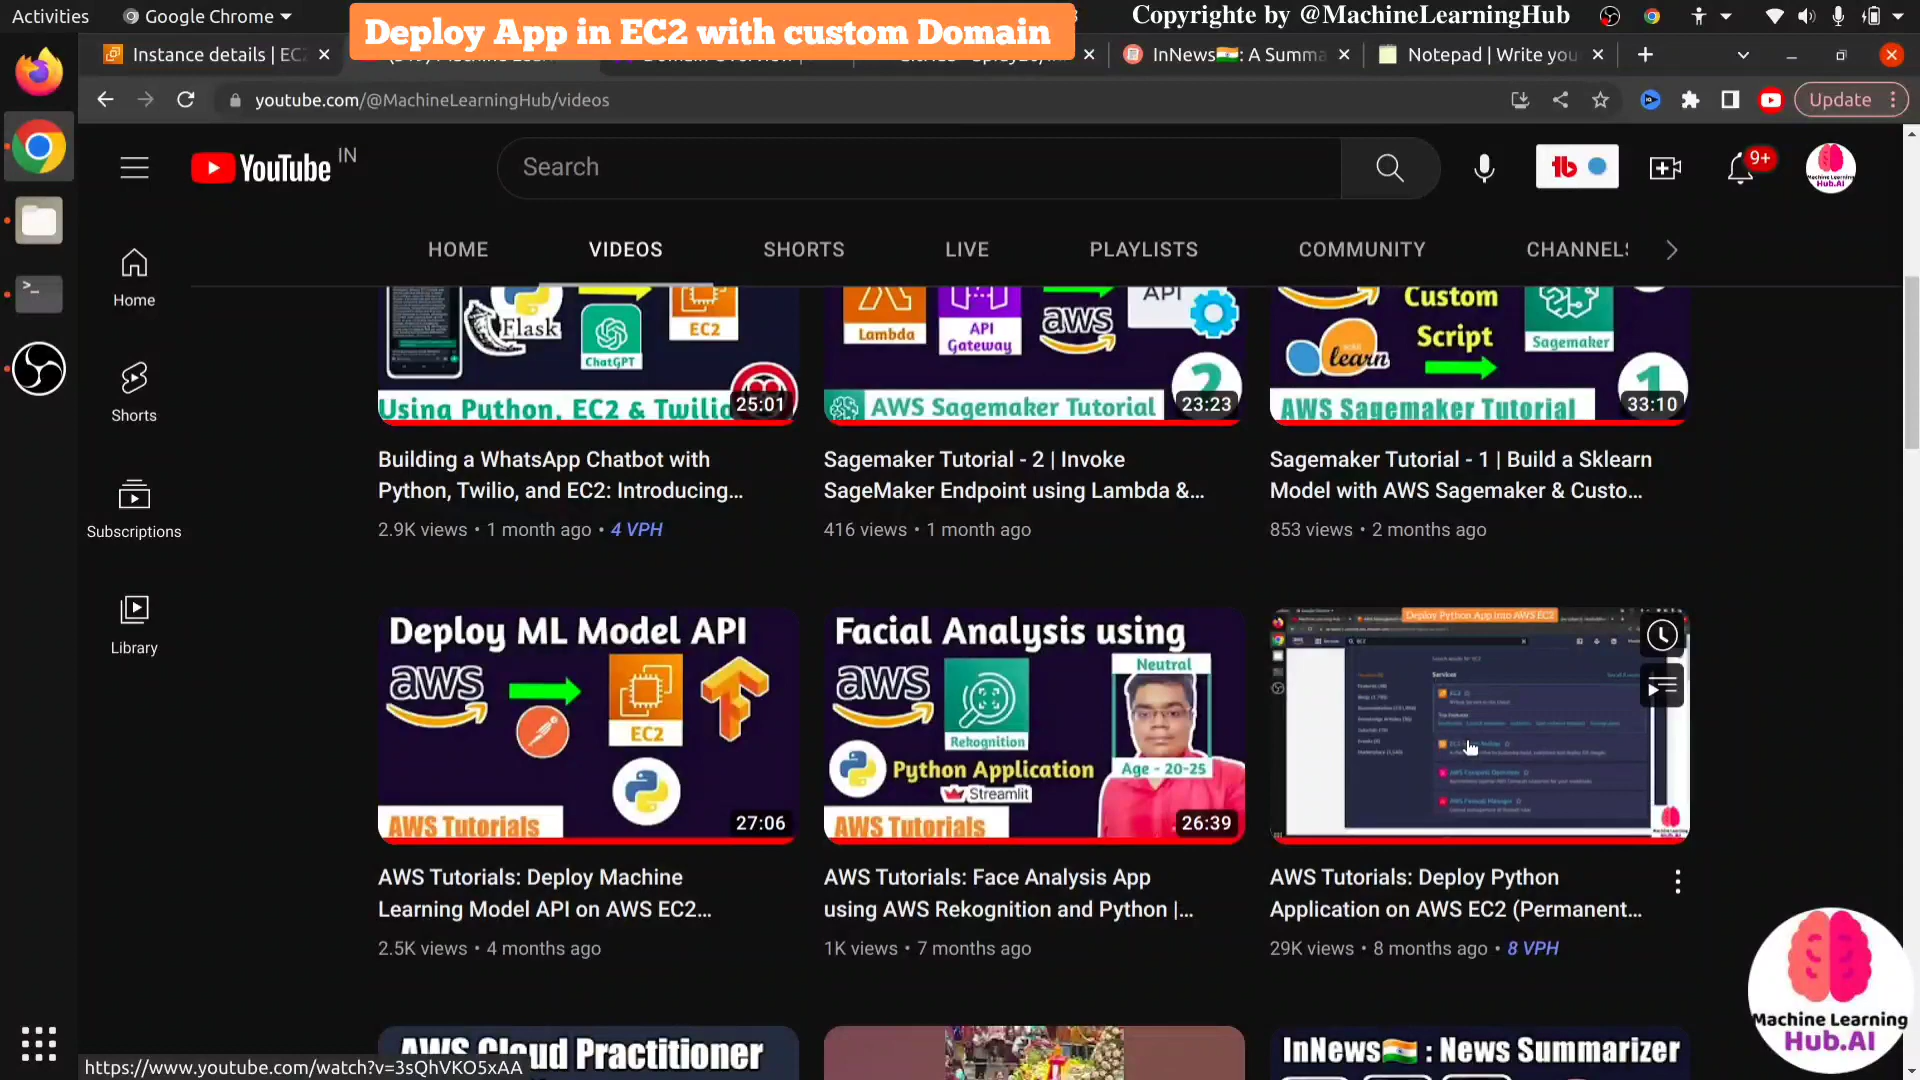 Activities
Google Chrome
Deploy App in EC2 with custom Domain
Copyrighte by @MachineLearningHub
Instance details | EC
InNews🇮🇳: A Summa
Notepad | Write you
youtube.com/@MachineLearningHub/videos
Update
YouTube IN
Search
9+
Machine Learning
Hub.AI
HOME
VIDEOS
SHORTS
LIVE
PLAYLISTS
COMMUNITY
CHANNELS
Home
Shorts
Subscriptions
Library
Flask
ChatGPT
EC2
Using Python, EC2 & Twilio
25:01
Lambda
API
Gateway
aws
API
2
AWS Sagemaker Tutorial
23:23
Custom
Script
learn
Sagemaker
1
AWS Sagemaker Tutorial
33:10
Building a WhatsApp Chatbot with
Python, Twilio, and EC2: Introducing...
2.9K views • 1 month ago • 4 VPH
Sagemaker Tutorial - 2 | Invoke
SageMaker Endpoint using Lambda &...
416 views • 1 month ago
Sagemaker Tutorial - 1 | Build a Sklearn
Model with AWS Sagemaker & Custo...
853 views • 2 months ago
Deploy ML Model API
aws
EC2
AWS Tutorials
27:06
Facial Analysis using
aws
Rekognition
Python Application
Streamlit
Neutral
Age - 20-25
AWS Tutorials
26:39
Deploy Python App Into AWS EC2
Services
AWS Tutorials: Deploy Machine
Learning Model API on AWS EC2...
2.5K views • 4 months ago
AWS Tutorials: Face Analysis App
using AWS Rekognition and Python |...
1K views • 7 months ago
AWS Tutorials: Deploy Python
Application on AWS EC2 (Permanent...
29K views • 8 months ago • 8 VPH
AWS Cloud Practitioner
InNews🇮🇳 : News Summarizer
Machine Learning
Hub.AI
https://www.youtube.com/watch?v=3sQhVKO5xAA